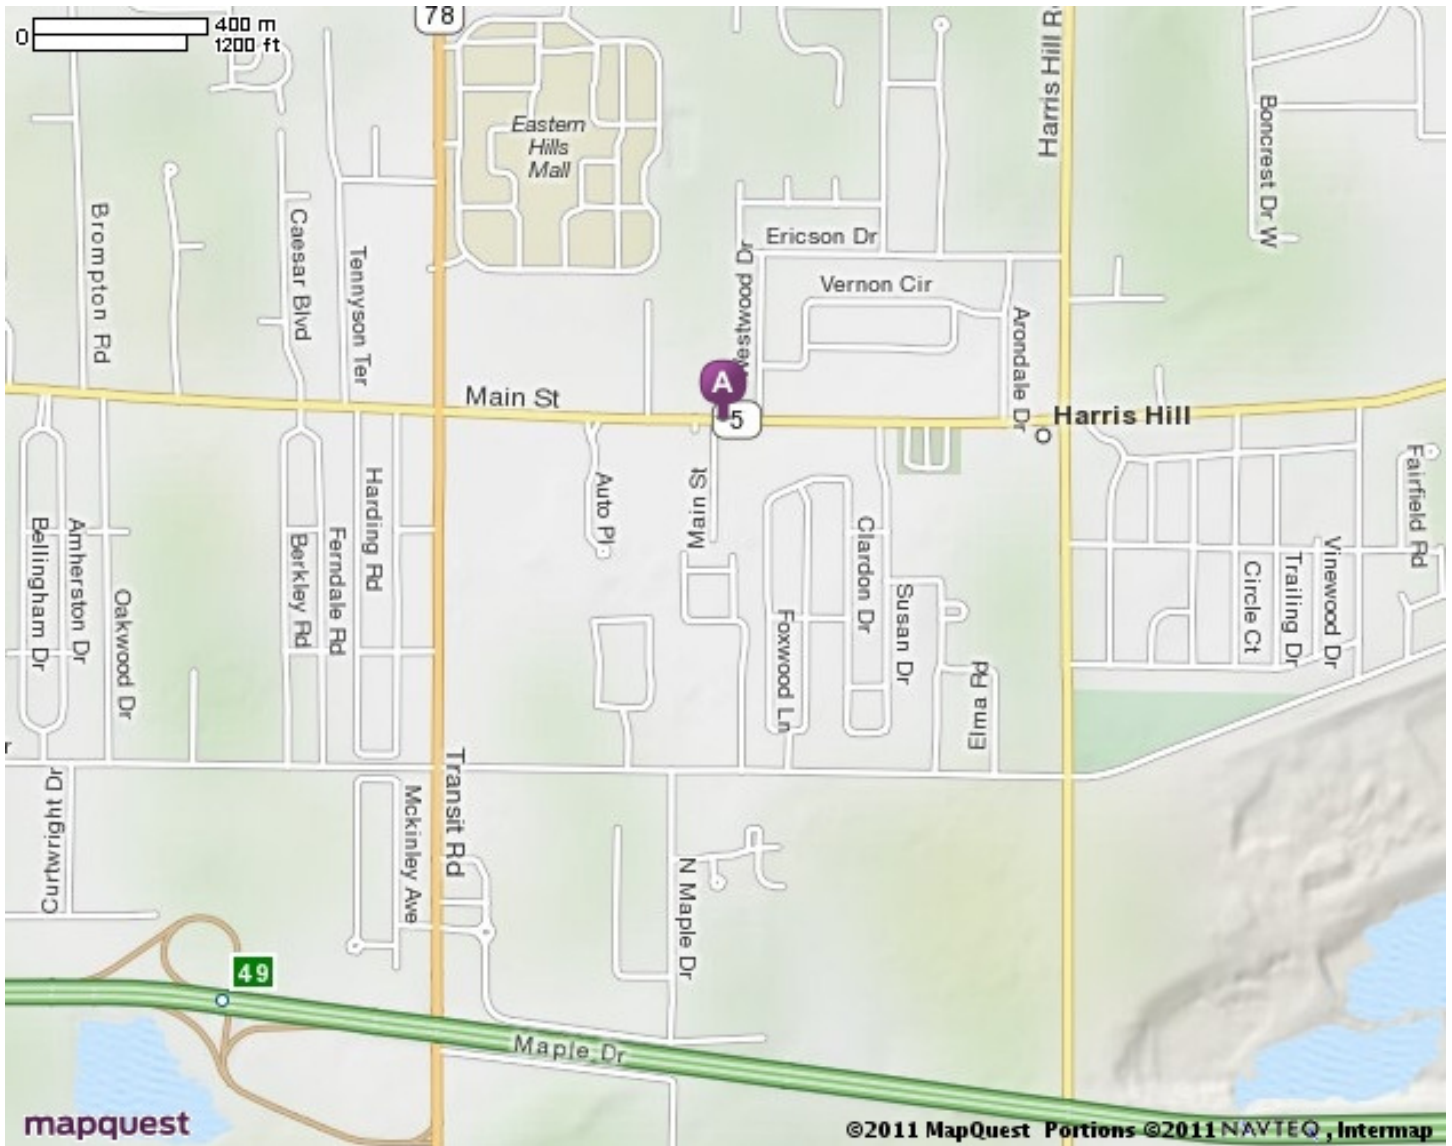 78
0
400 m
1200 ft
Harris Hill R
Eastern
Hills
Mall
Boncrest Dr W
Brompton Rd
Caesar Blvd
Tennyson Ter
Ericson Dr
Westwood Dr
Vernon Cir
Arondale Dr
Main St
A
5
Harris Hill
Auto Pl
Main St
Harding Rd
Fairfield Rd
Bellingham Dr
Amherston Dr
Oakwood Dr
Berkley Rd
Ferndale Rd
Clardon Dr
Susan Dr
Foxwood Ln
Elma Rd
Circle Ct
Trailing Dr
Vinewood Dr
r
Curtwright Dr
Mckinley Ave
Transit Rd
N Maple Dr
49
Maple Dr
mapquest
©2011 MapQuest Portions ©2011 NAVTEQ, Intermap